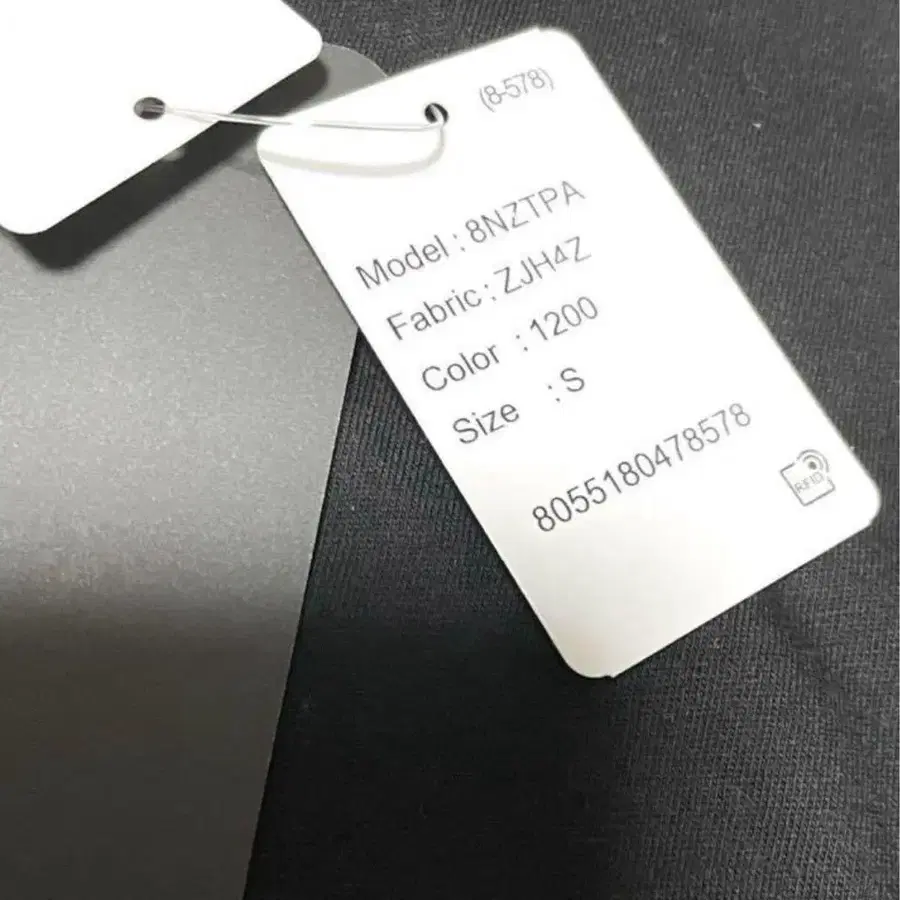 (8-578)
Model : 8NZTPA
Fabric : ZJH4Z
Color : 1200
Size : S
8055180478578
RFID